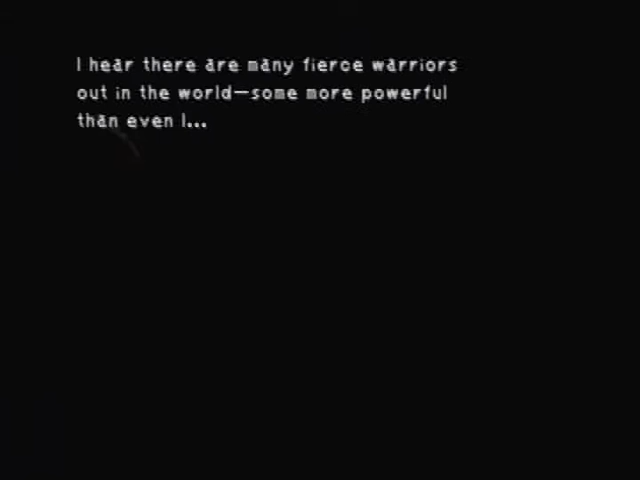 I hear there are many fierce warriors
out in the world—some more powerful
than even I...